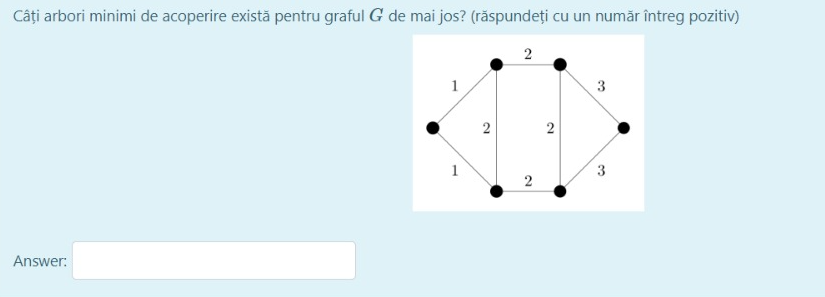 Câți arbori minimi de acoperire există pentru graful G de mai jos? (răspundeți cu un număr întreg pozitiv)
2
1 3
2 2
1 3
2
Answer: